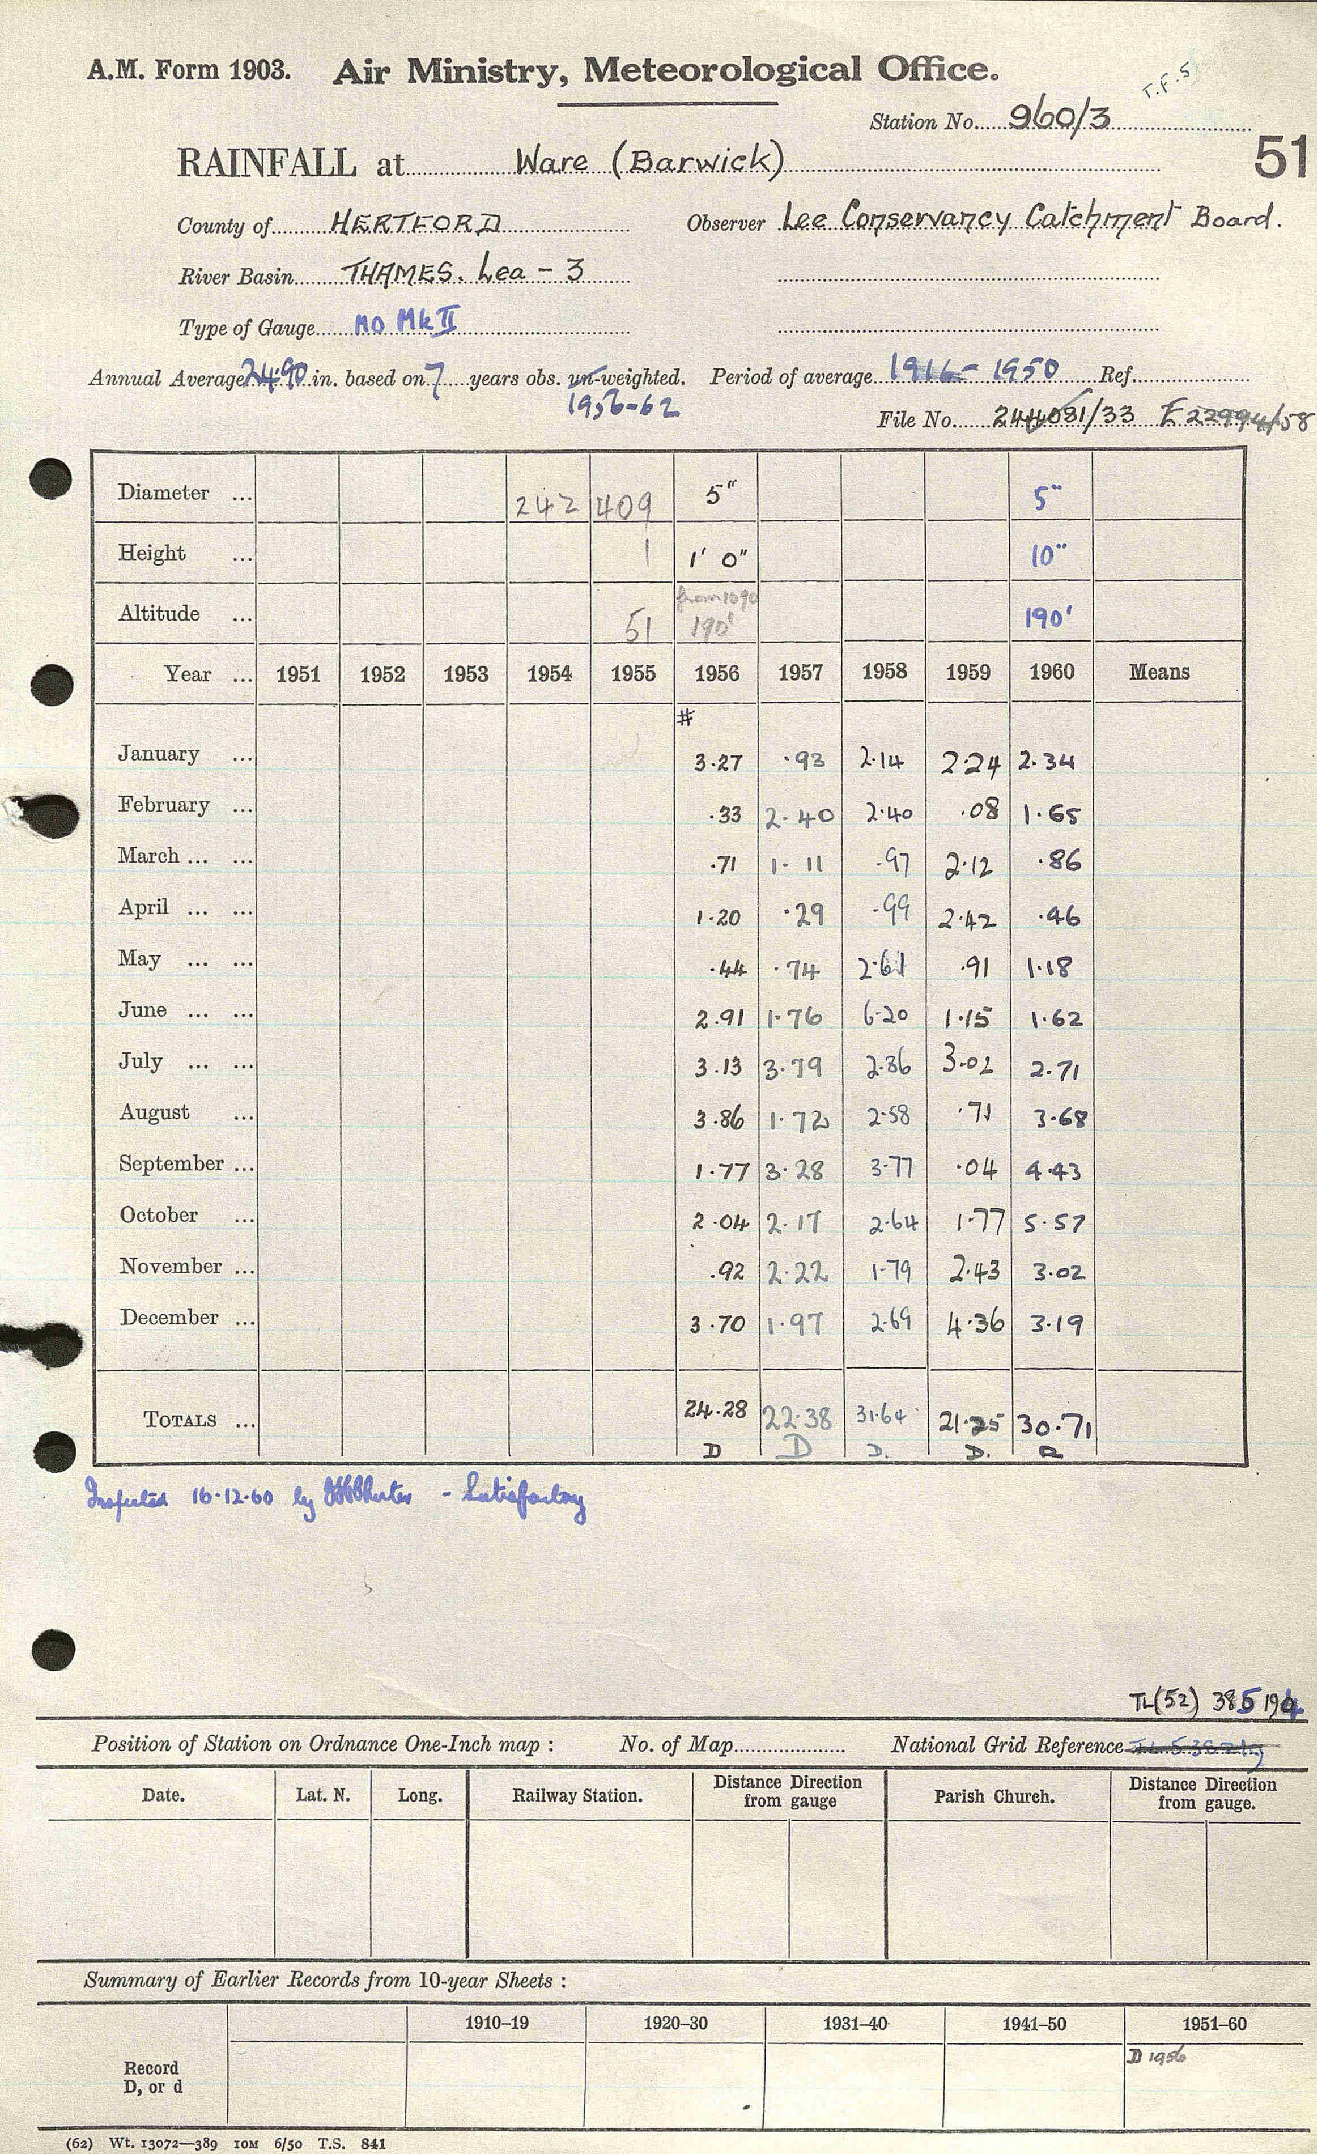 T.F.5
A.M. Form 1903. Air Ministry, Meteorological Office.
Station No. 960/3
51
RAINFALL at Ware (Barwick)
County of HERTFORD Observer Lee Conservancy Catchment Board.
River Basin THAMES. Lea - 3
Type of Gauge MO Mk II
Annual Average 24.90 in. based on 7 years obs. un-weighted. Period of average 1916-1950 Ref.
1956-62
File No. 244081/33 E22994/58
Diameter ... 242 409 5" 5"
Height ... 1 1' 0" 10"
Altitude ... 51 190' 190'
Year ... 1951 1952 1953 1954 1955 1956 1957 1958 1959 1960 Means
#
January ... 3.27 .93 2.14 2.24 2.34
February ... .33 2.40 2.40 .08 1.65
March ... ... .71 1.11 .97 2.12 .86
April ... ... 1.20 .29 .99 2.42 .46
May ... ... .44 .74 2.61 .91 1.18
June ... ... 2.91 1.76 6.20 1.15 1.62
July ... ... 3.13 3.79 2.86 3.02 2.71
August ... 3.86 1.72 2.58 .71 3.68
September ... 1.77 3.28 3.77 .04 4.43
October ... 2.04 2.17 2.64 1.77 5.57
November ... .92 2.22 1.79 2.43 3.02
December ... 3.70 1.97 2.69 4.36 3.19
TOTALS ... 24.28 22.38 31.64 21.25 30.71
D D D. D.
Inspected 16.12.60 by - Satisfactory
TL(52) 385 194
Position of Station on Ordnance One-Inch map : No. of Map National Grid Reference
Date. Lat. N. Long. Railway Station. Distance from gauge Direction Parish Church. Distance from gauge. Direction
Summary of Earlier Records from 10-year Sheets :
1910–19 1920–30 1931–40 1941–50 1951–60
D 1956
Record
D, or d
(62) Wt. 13072—389 10M 6/50 T.S. 841